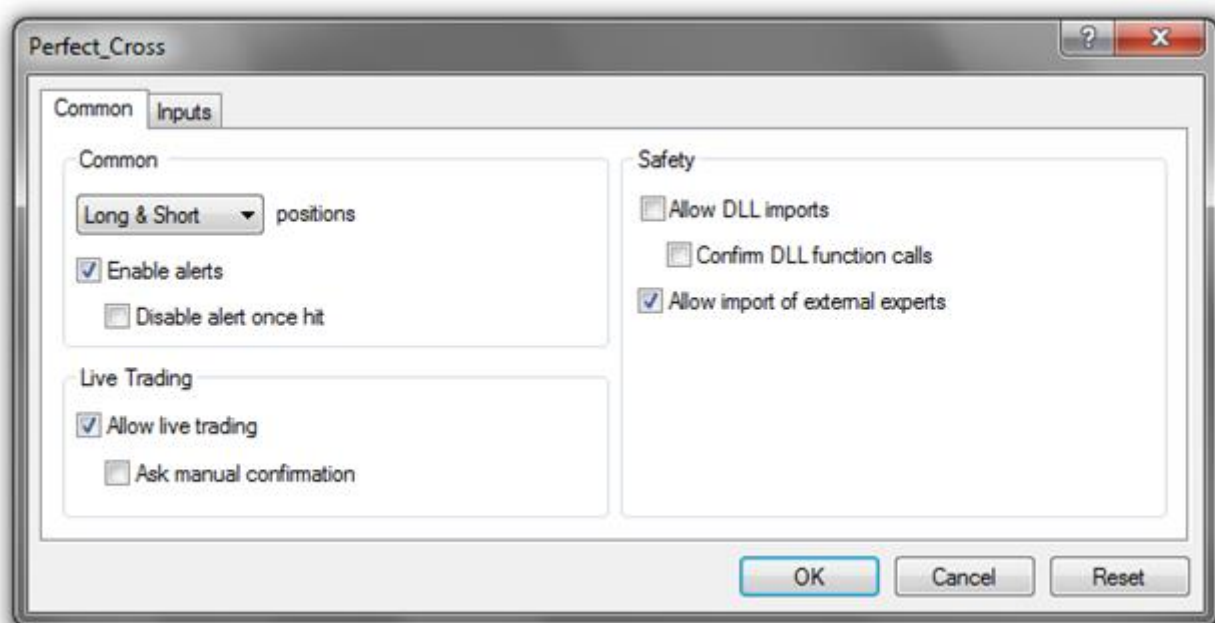 Perfect_Cross
?
X
Common
Inputs
Common
Long & Short
positions
Enable alerts
Disable alert once hit
Live Trading
Allow live trading
Ask manual confirmation
Safety
Allow DLL imports
Confirm DLL function calls
Allow import of external experts
OK
Cancel
Reset